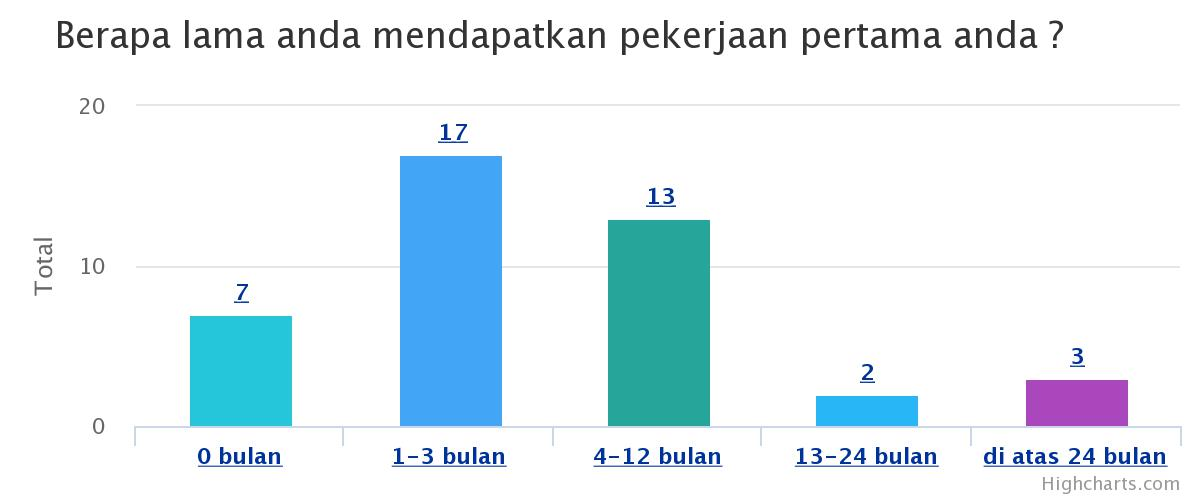 Berapa lama anda mendapatkan pekerjaan pertama anda ?
Total
20
10
0
7
17
13
2
3
0 bulan
1-3 bulan
4-12 bulan
13-24 bulan
di atas 24 bulan
Highcharts.com